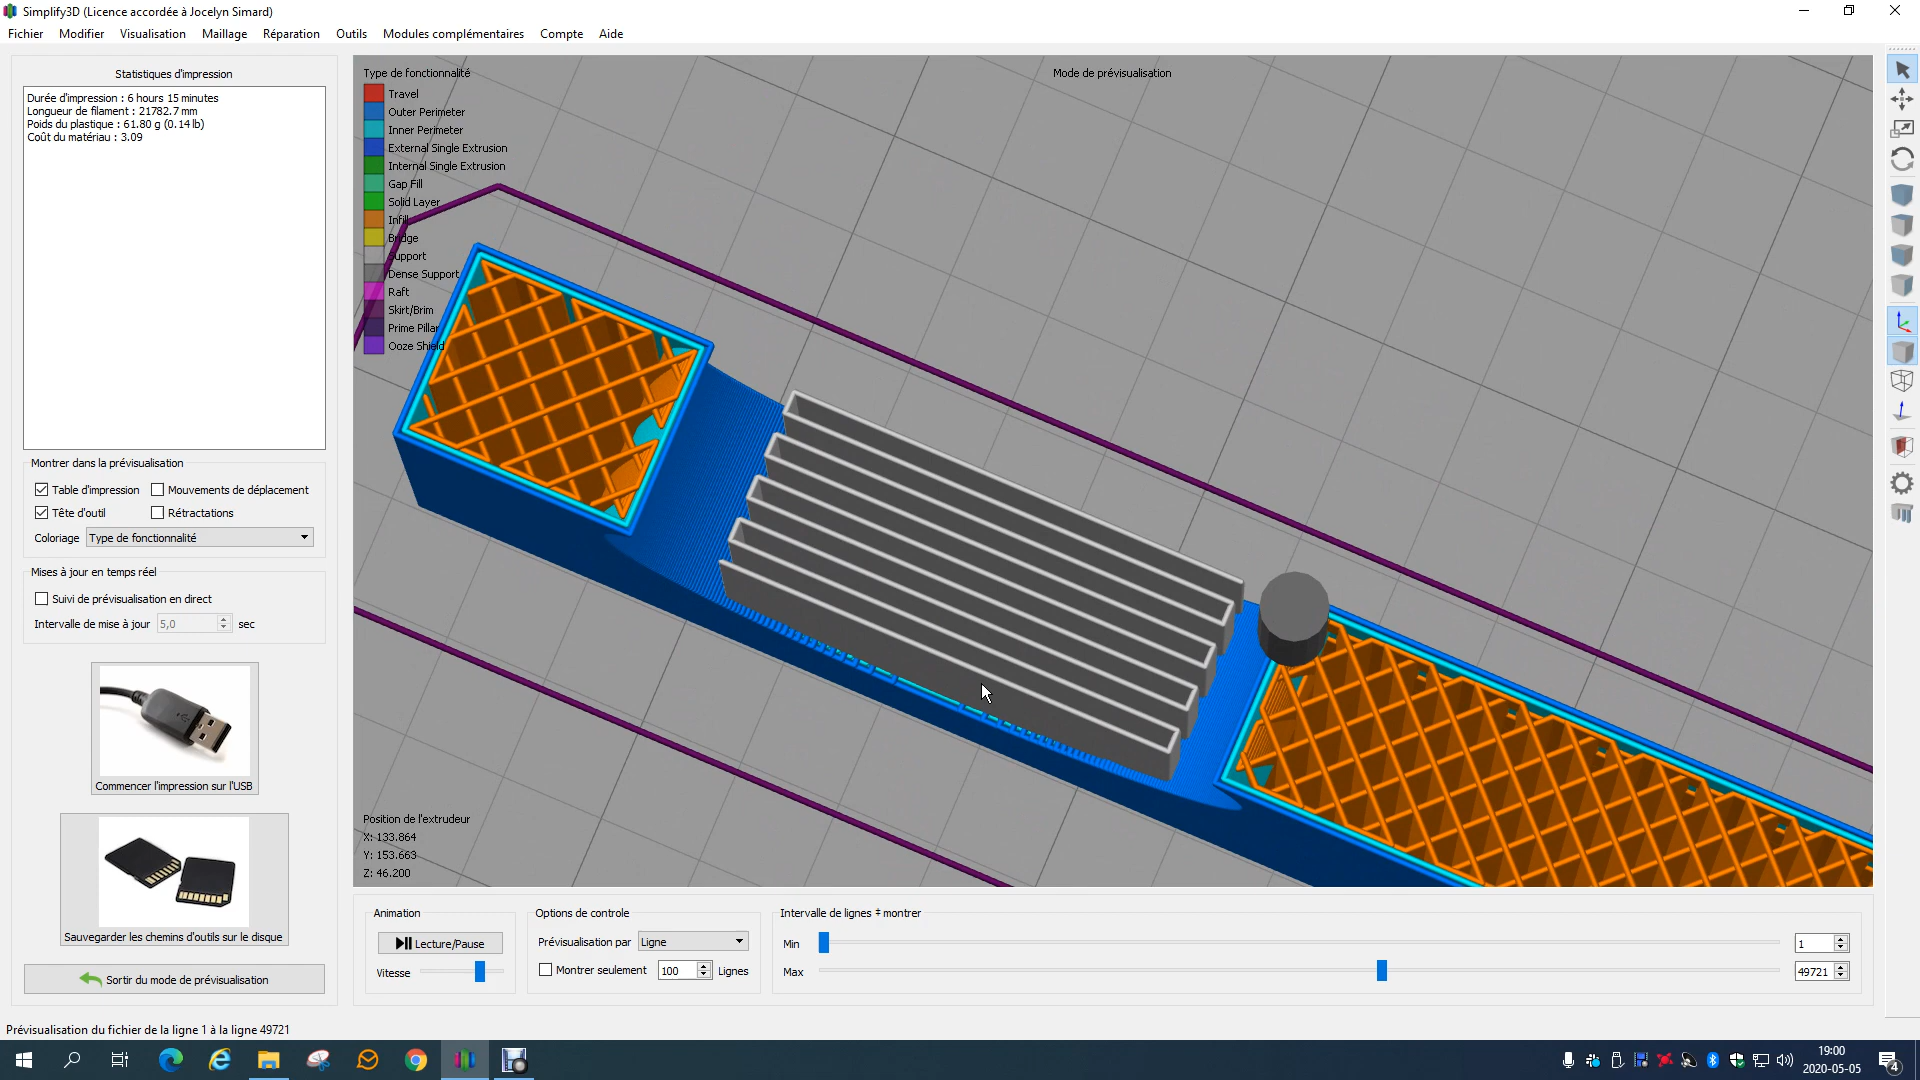 Simplify3D (Licence accordée à Jocelyn Simard)
Fichier Modifier Visualisation Maillage Réparation Outils Modules complémentaires Compte Aide
Statistiques d'impression
Durée d'impression : 6 hours 15 minutes
Longueur de filament : 21782.7 mm
Poids du plastique : 61.80 g (0.14 lb)
Coût du matériau : 3.09
Montrer dans la prévisualisation
Table d'impression Mouvements de déplacement
Tête d'outil Rétractations
Coloriage Type de fonctionnalité
Mises à jour en temps réel
Suivi de prévisualisation en direct
Intervalle de mise à jour 5,0 sec
Commencer l'impression sur l'USB
Sauvegarder les chemins d'outils sur le disque
Sortir du mode de prévisualisation
Type de fonctionnalité
Travel
Outer Perimeter
Inner Perimeter
External Single Extrusion
Internal Single Extrusion
Gap Fill
Solid Layer
Infill
Bridge
Support
Dense Support
Raft
Skirt/Brim
Prime Pillar
Ooze Shield
Mode de prévisualisation
Position de l'extrudeur
X: 133.864
Y: 153.663
Z: 46.200
Animation
Lecture/Pause
Vitesse
Options de controle
Prévisualisation par Ligne
Montrer seulement 100 Lignes
Intervalle de lignes ‡ montrer
Min 1
Max 49721
Prévisualisation du fichier de la ligne 1 à la ligne 49721
19:00
2020-05-05
4